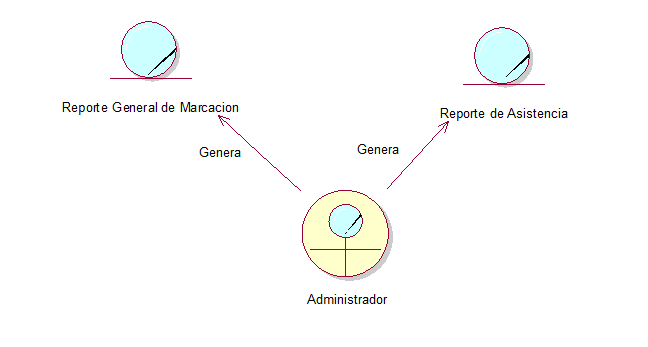 Reporte General de Marcacion
Reporte de Asistencia
Genera
Genera
Administrador